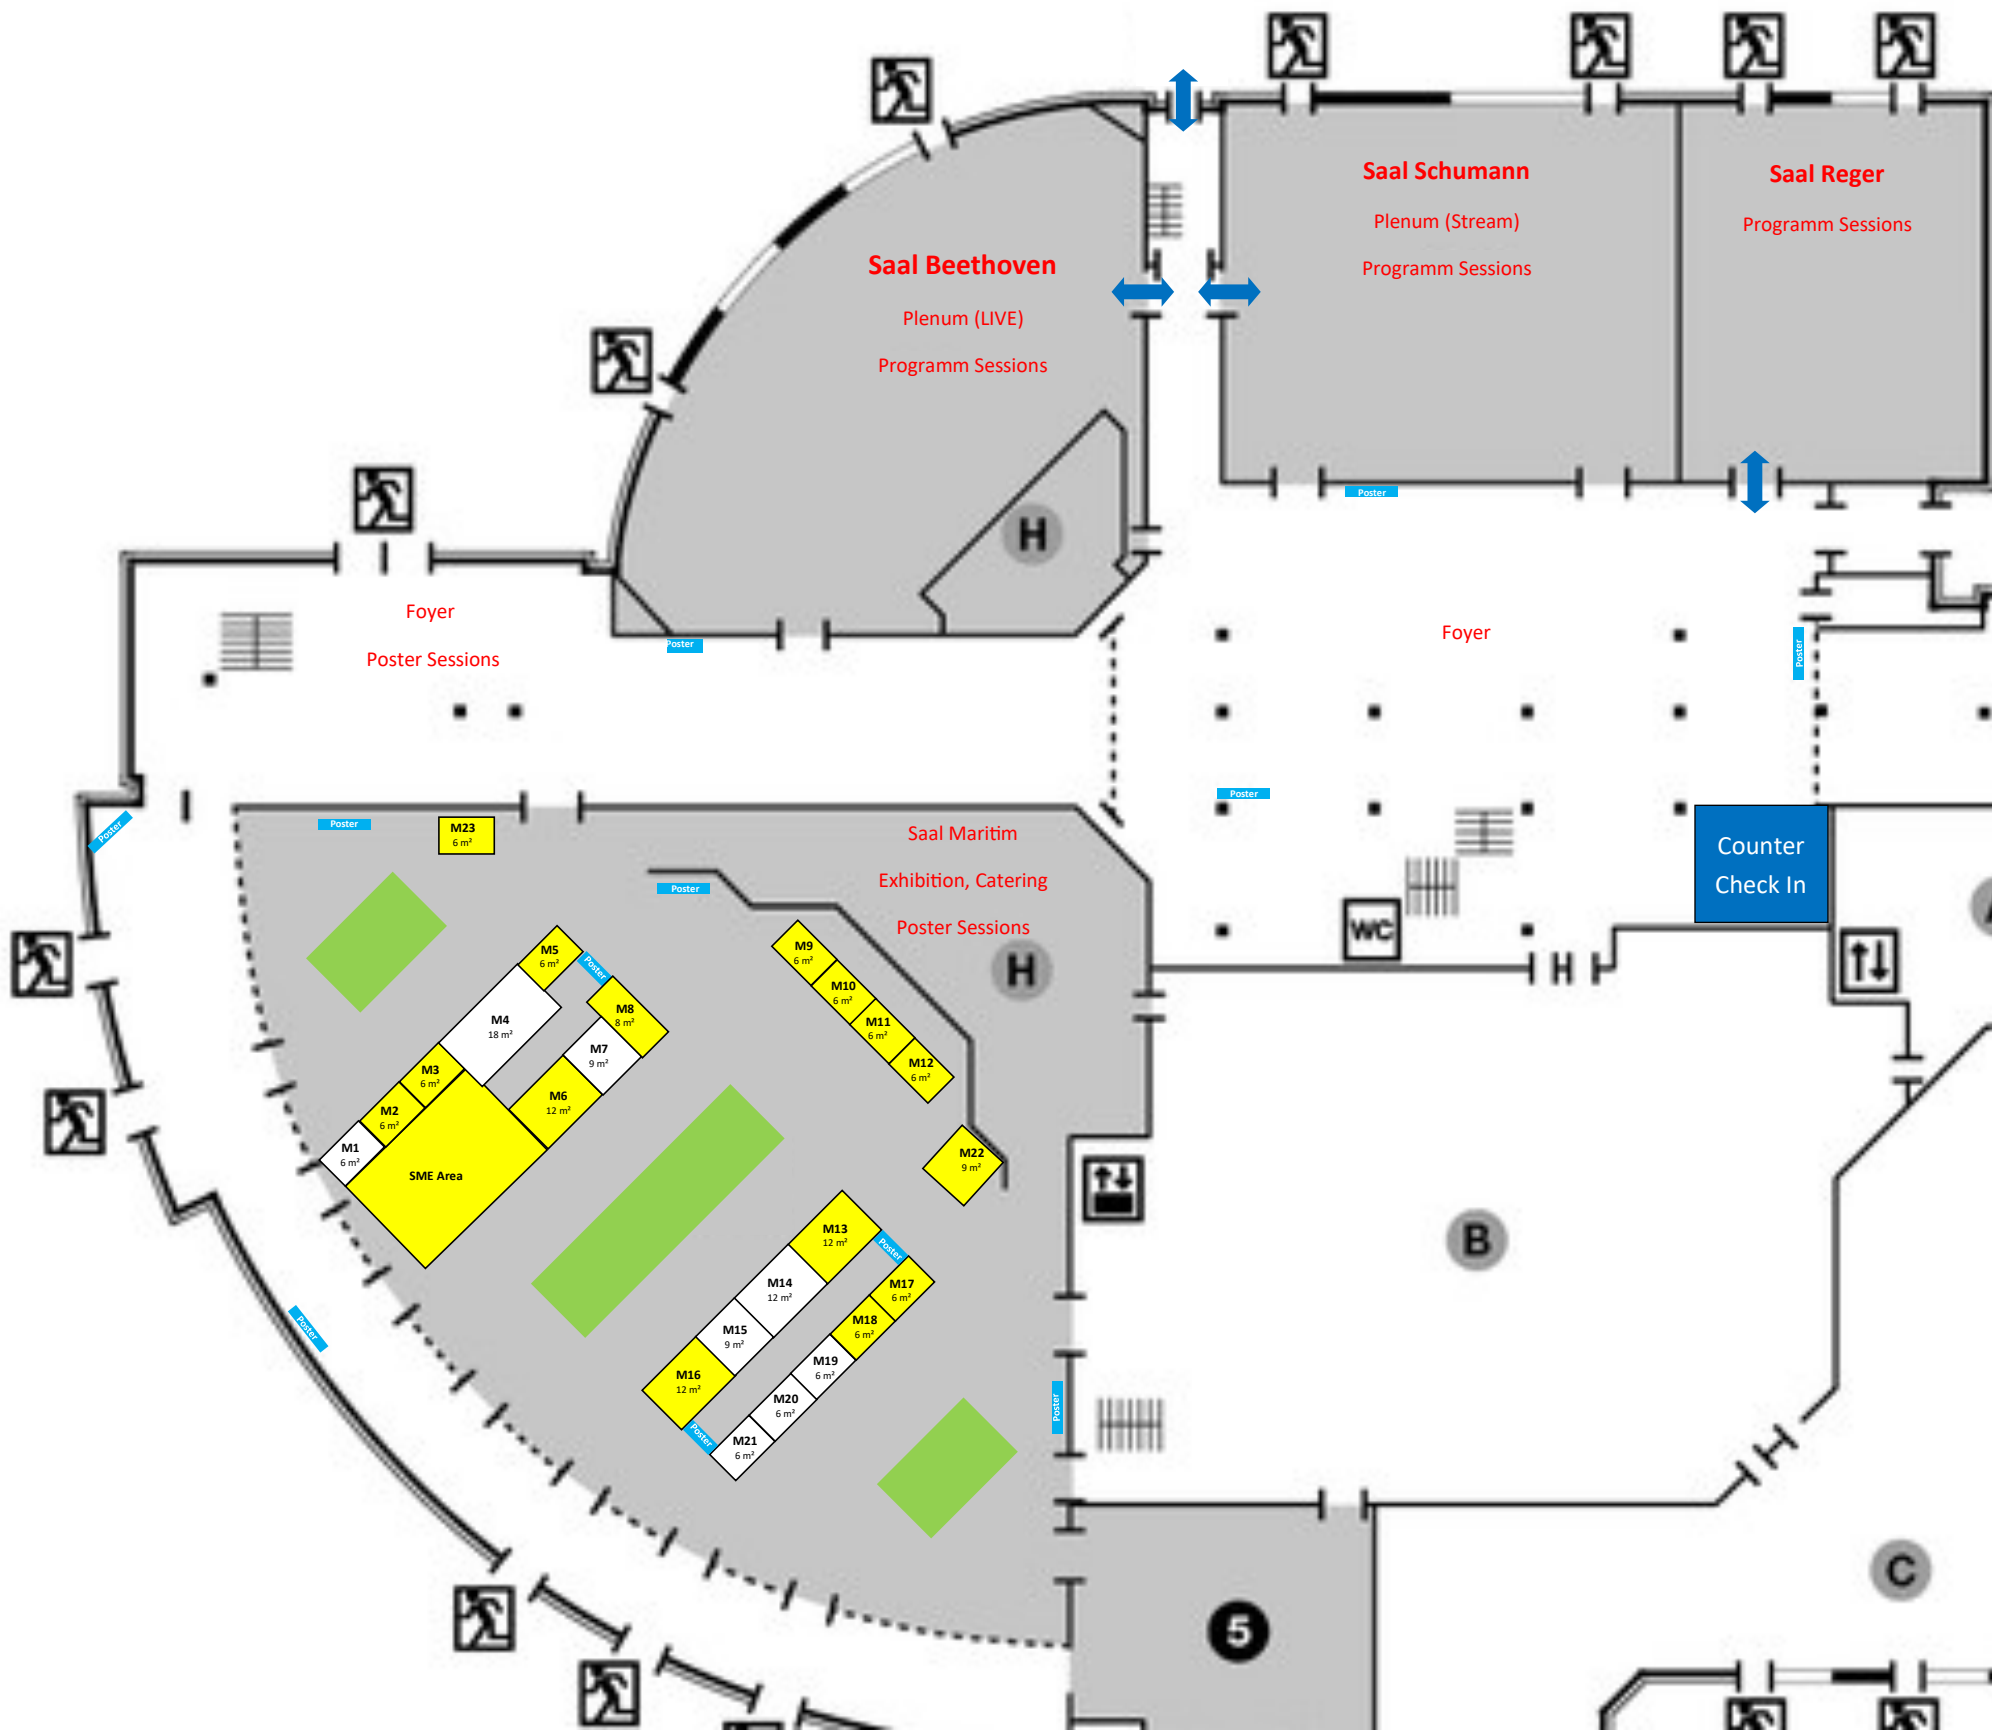 Saal Schumann
Plenum (Stream)
Programm Sessions
Saal Reger
Programm Sessions
Saal Beethoven
Plenum (LIVE)
Programm Sessions
Poster
H
Foyer
Poster Sessions
Poster
Foyer
Poster
Poster
Poster
Poster
M23
6 m²
Saal Maritim
Exhibition, Catering
Poster Sessions
Poster
H
Counter
Check In
WC
M5
6 m²
Poster
M4
18 m²
M8
8 m²
M7
9 m²
M3
6 m²
M6
12 m²
M2
6 m²
M1
6 m²
SME Area
M9
6 m²
M10
6 m²
M11
6 m²
M12
6 m²
M22
9 m²
M13
12 m²
Poster
M14
12 m²
M17
6 m²
M15
9 m²
M18
6 m²
M16
12 m²
M19
6 m²
M20
6 m²
Poster
M21
6 m²
Poster
Poster
B
C
5